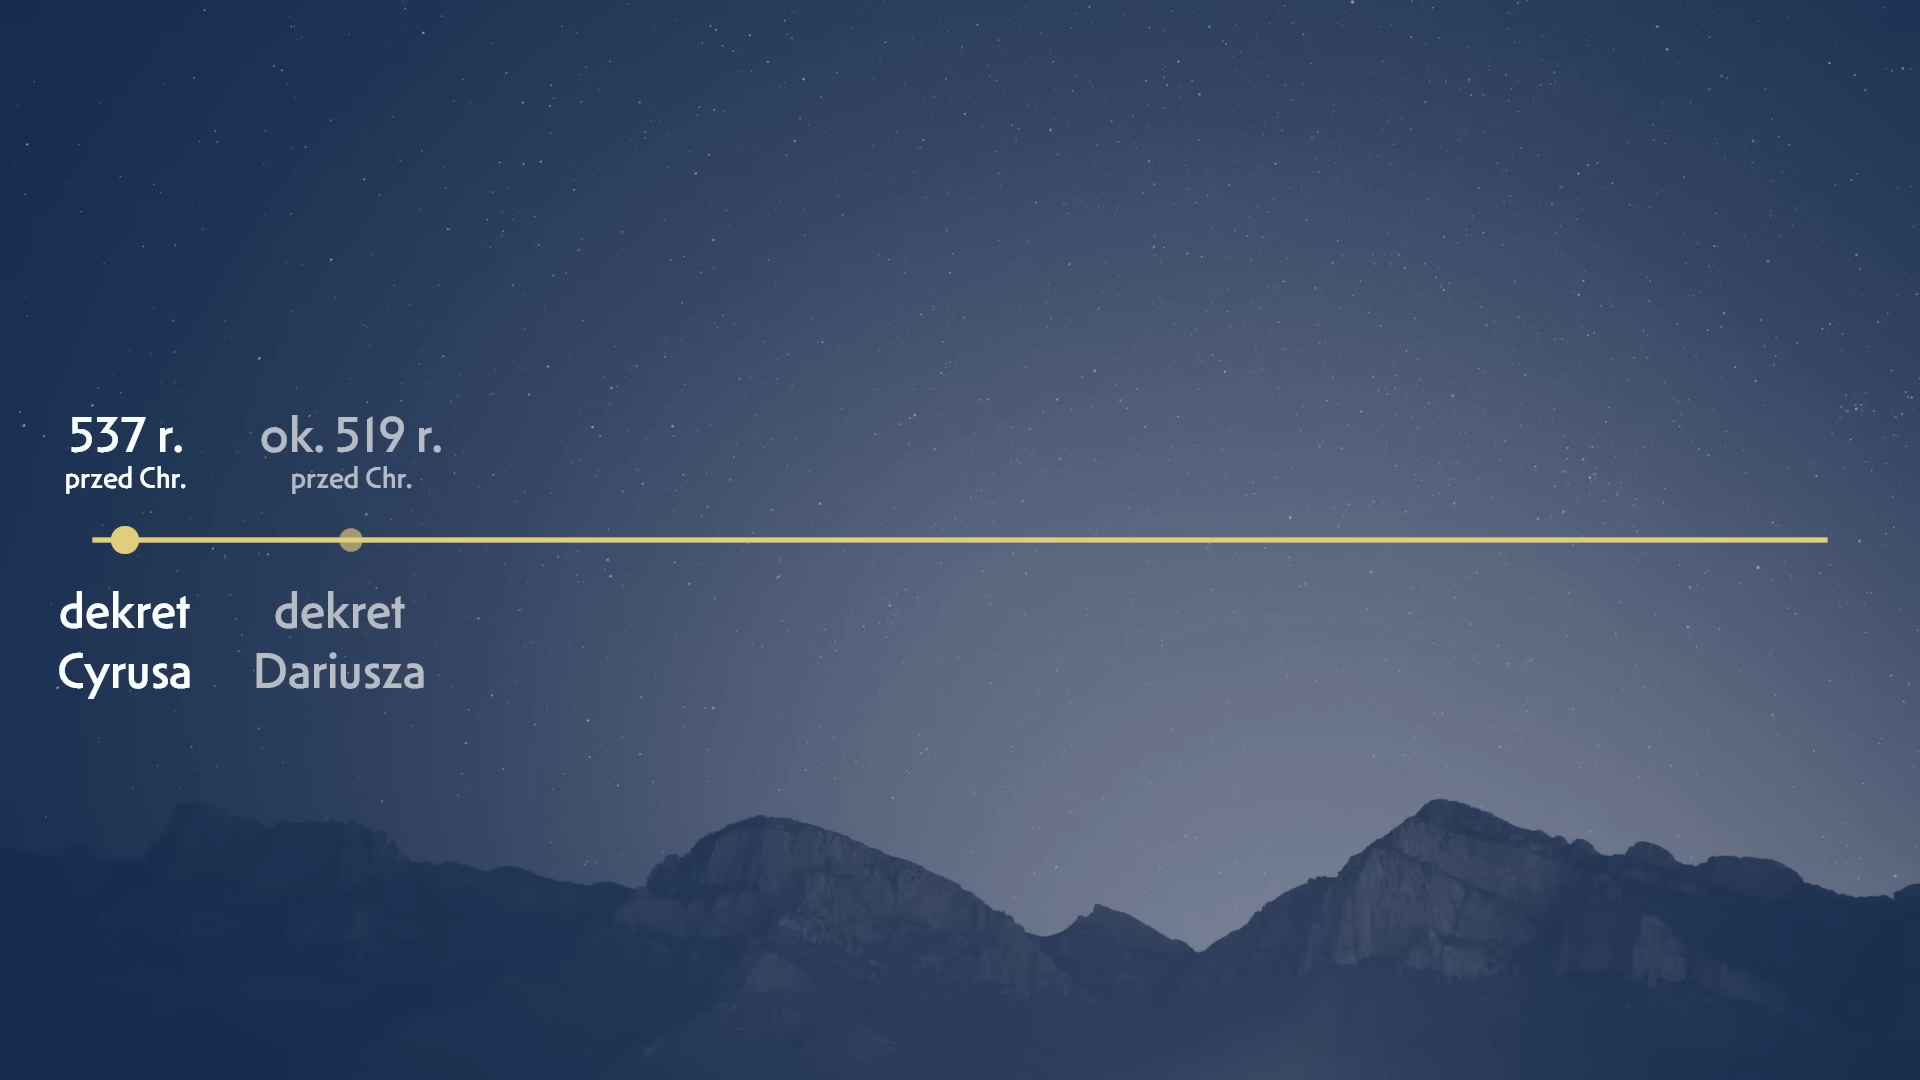 537 r.
przed Chr.
ok. 519 r.
przed Chr.
dekret
Cyrusa
dekret
Dariusza